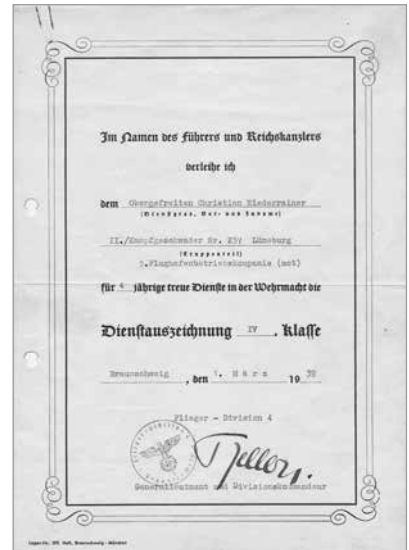 Im Namen des Führers und Reichskanzlers
verleihe ich
dem Obergefreiten Christian Niederrainer
(Dienstgrad, Vor- und Zuname)
II./Kampfgeschwader Nr. 257 Lüneburg
(Truppenteil)
5.Flughafenbetriebskompanie (mot)
für 4 jährige treue Dienste in der Wehrmacht die
Dienstauszeichnung IV. Klasse
Braunschweig, den 1. März 1939
Flieger - Division 4
Generalleutnant und Divisionskommandeur